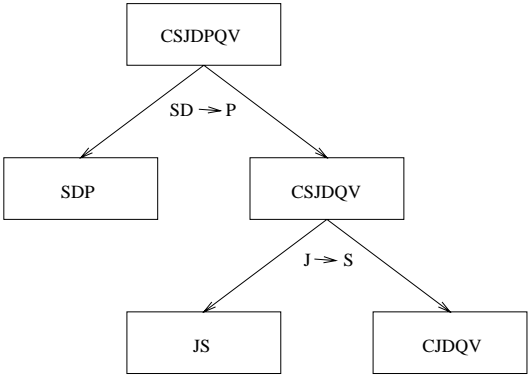 CSJDPQV
SD → P
SDP
CSJDQV
J → S
JS
CJDQV